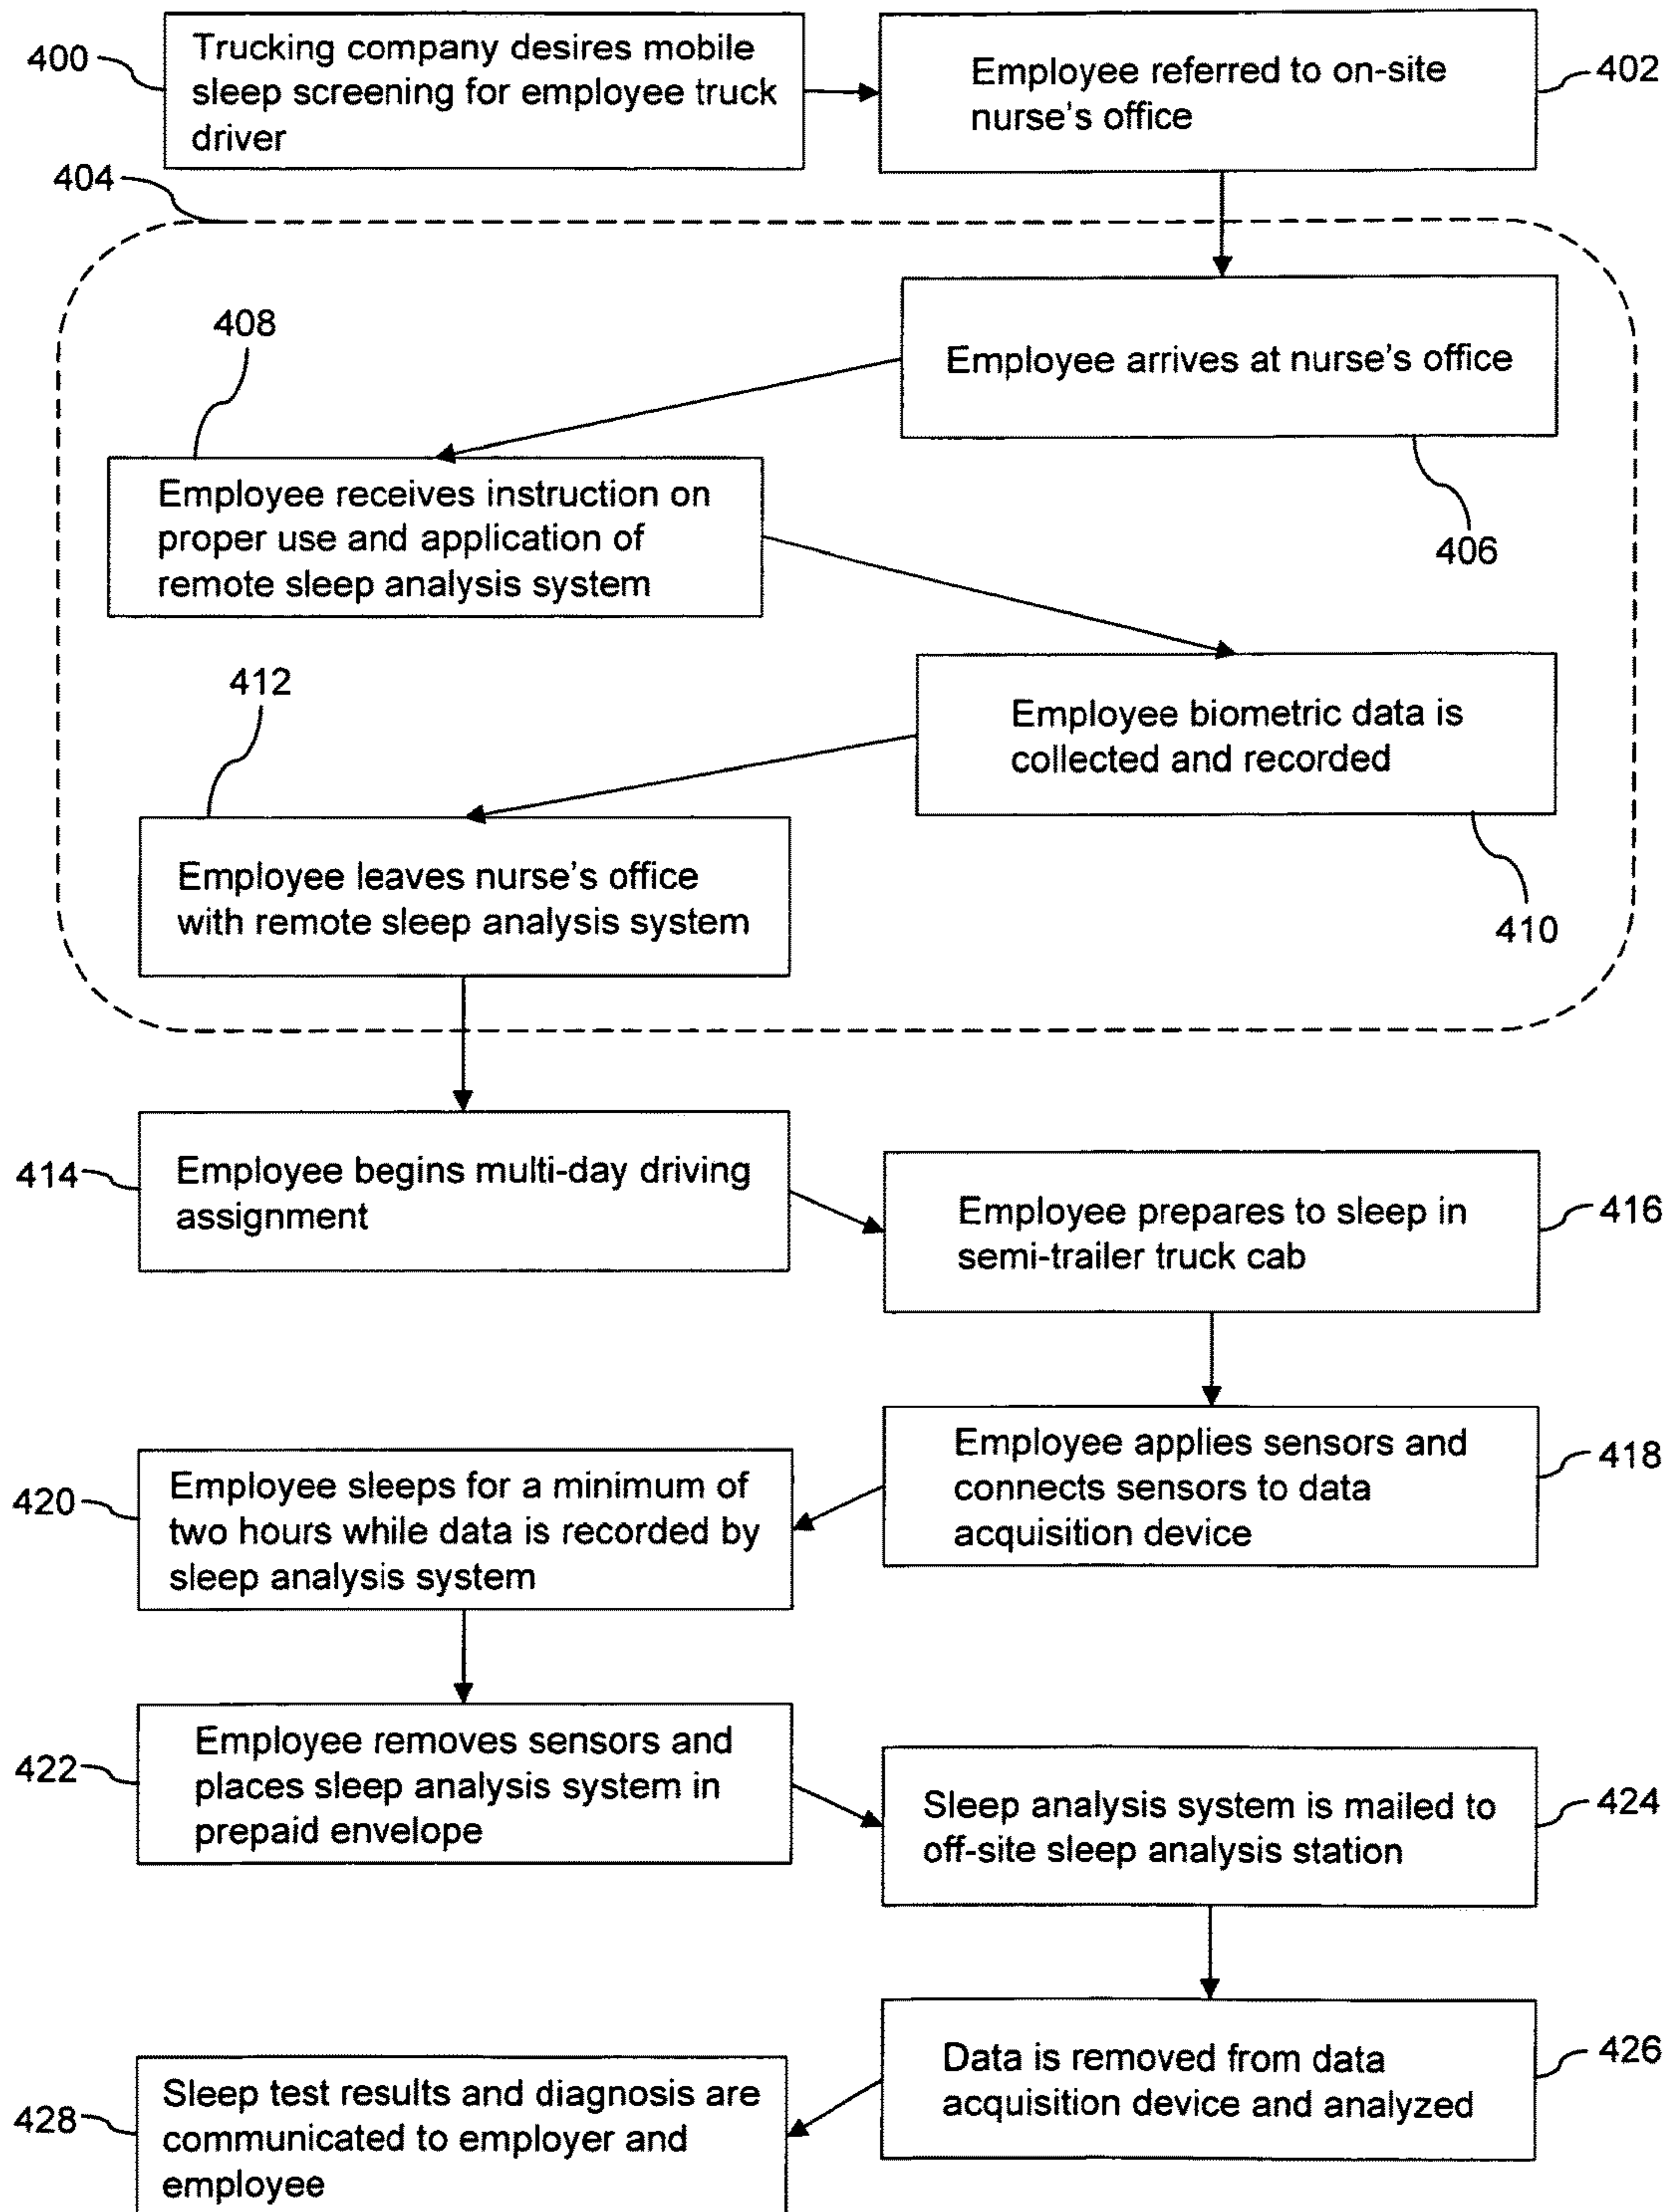 400
Trucking company desires mobile
sleep screening for employee truck
driver
Employee referred to on-site
nurse's office
402
404
Employee arrives at nurse's office
406
408
Employee receives instruction on
proper use and application of
remote sleep analysis system
Employee biometric data is
collected and recorded
410
412
Employee leaves nurse's office
with remote sleep analysis system
414
Employee begins multi-day driving
assignment
Employee prepares to sleep in
semi-trailer truck cab
416
Employee applies sensors and
connects sensors to data
acquisition device
418
420
Employee sleeps for a minimum of
two hours while data is recorded by
sleep analysis system
422
Employee removes sensors and
places sleep analysis system in
prepaid envelope
Sleep analysis system is mailed to
off-site sleep analysis station
424
Data is removed from data
acquisition device and analyzed
426
428
Sleep test results and diagnosis are
communicated to employer and
employee